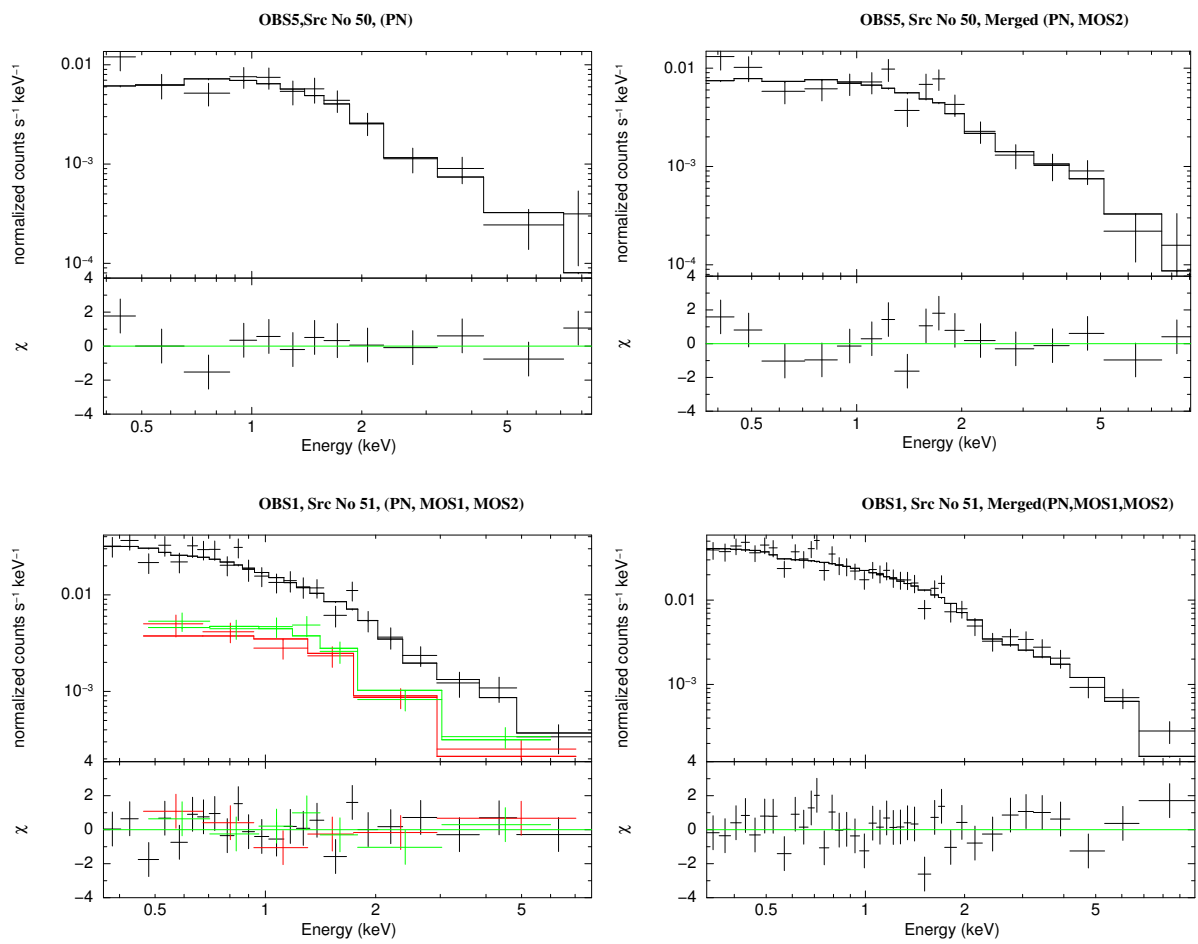 OBS5,Src No 50, (PN)
normalized counts s⁻¹ keV⁻¹
0.01
10⁻³
10⁻⁴
χ
4
2
0
−2
−4
0.5 1 2 5
Energy (keV)
OBS5, Src No 50, Merged (PN, MOS2)
normalized counts s⁻¹ keV⁻¹
0.01
10⁻³
10⁻⁴
χ
4
2
0
−2
−4
0.5 1 2 5
Energy (keV)
OBS1, Src No 51, (PN, MOS1, MOS2)
normalized counts s⁻¹ keV⁻¹
0.01
10⁻³
χ
4
2
0
−2
−4
0.5 1 2 5
Energy (keV)
OBS1, Src No 51, Merged(PN,MOS1,MOS2)
normalized counts s⁻¹ keV⁻¹
0.01
10⁻³
χ
4
2
0
−2
−4
0.5 1 2 5
Energy (keV)